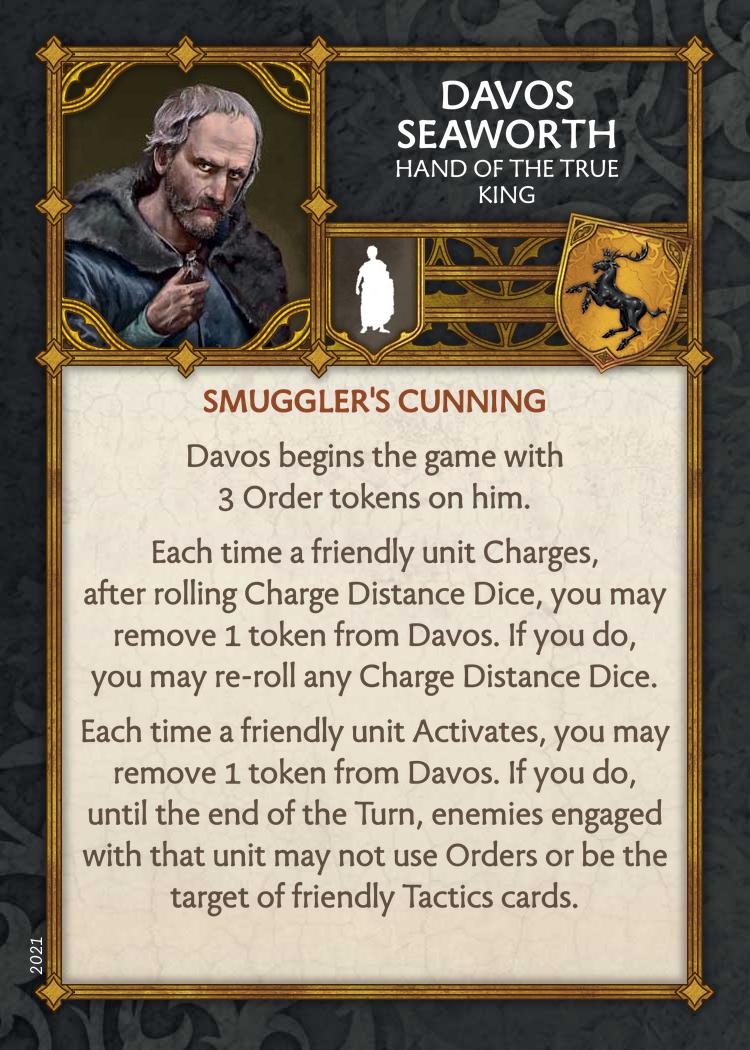 DAVOS
SEAWORTH
HAND OF THE TRUE
KING
SMUGGLER'S CUNNING
Davos begins the game with
3 Order tokens on him.
Each time a friendly unit Charges,
after rolling Charge Distance Dice, you may
remove 1 token from Davos. If you do,
you may re-roll any Charge Distance Dice.
Each time a friendly unit Activates, you may
remove 1 token from Davos. If you do,
until the end of the Turn, enemies engaged
with that unit may not use Orders or be the
target of friendly Tactics cards.
2021